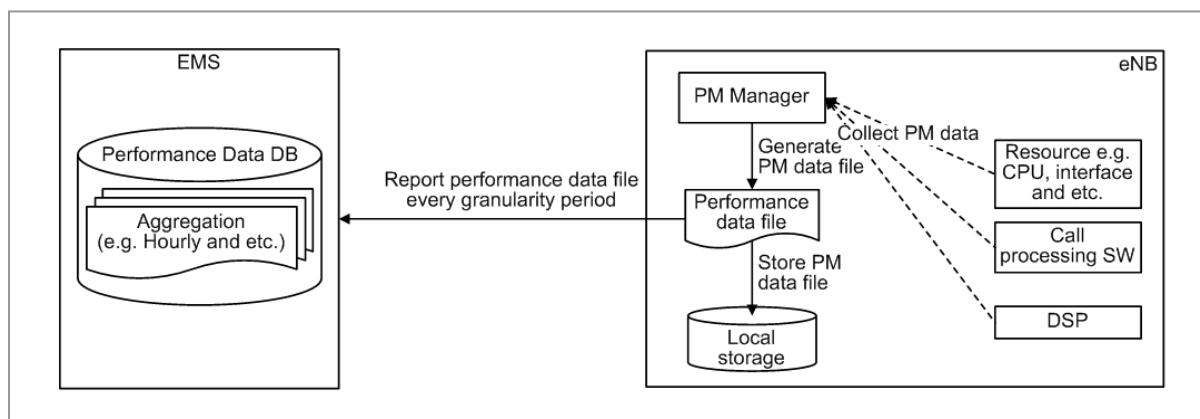 EMS
Performance Data DB
Aggregation
(e.g. Hourly and etc.)
Report performance data file
every granularity period
eNB
PM Manager
Collect PM data
Generate
PM data file
Performance
data file
Store PM
data file
Local
storage
Resource e.g.
CPU, interface
and etc.
Call
processing SW
DSP